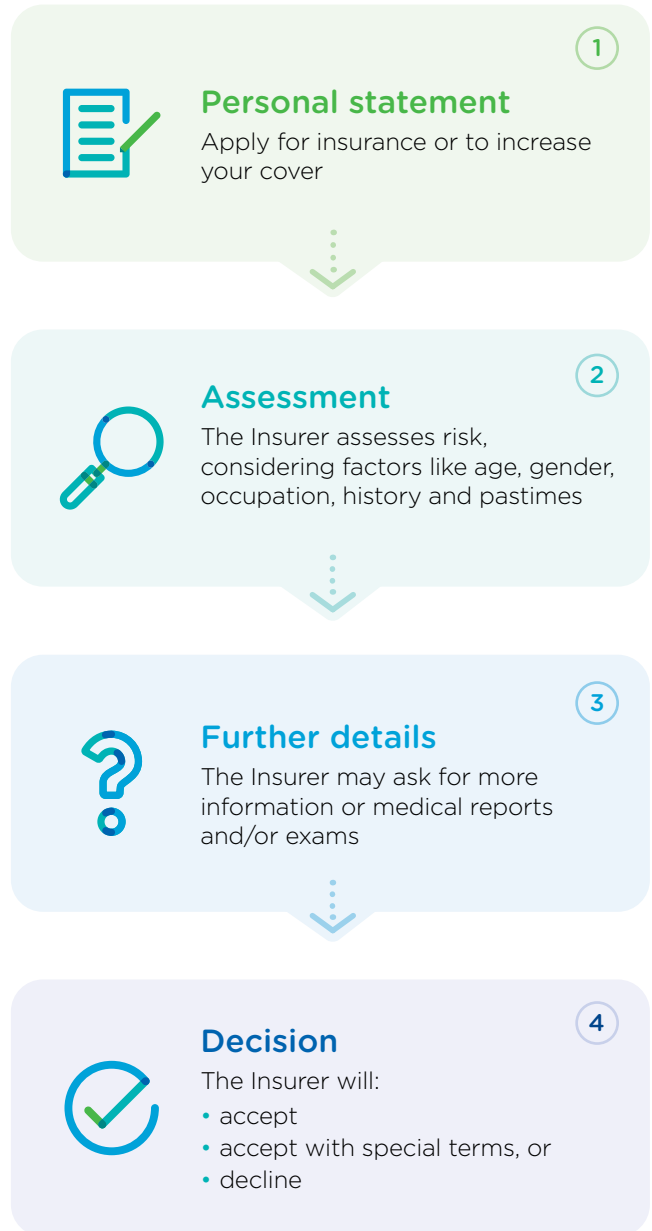 1
Personal statement
Apply for insurance or to increase
your cover
2
Assessment
The Insurer assesses risk,
considering factors like age, gender,
occupation, history and pastimes
3
Further details
The Insurer may ask for more
information or medical reports
and/or exams
4
Decision
The Insurer will:
• accept
• accept with special terms, or
• decline